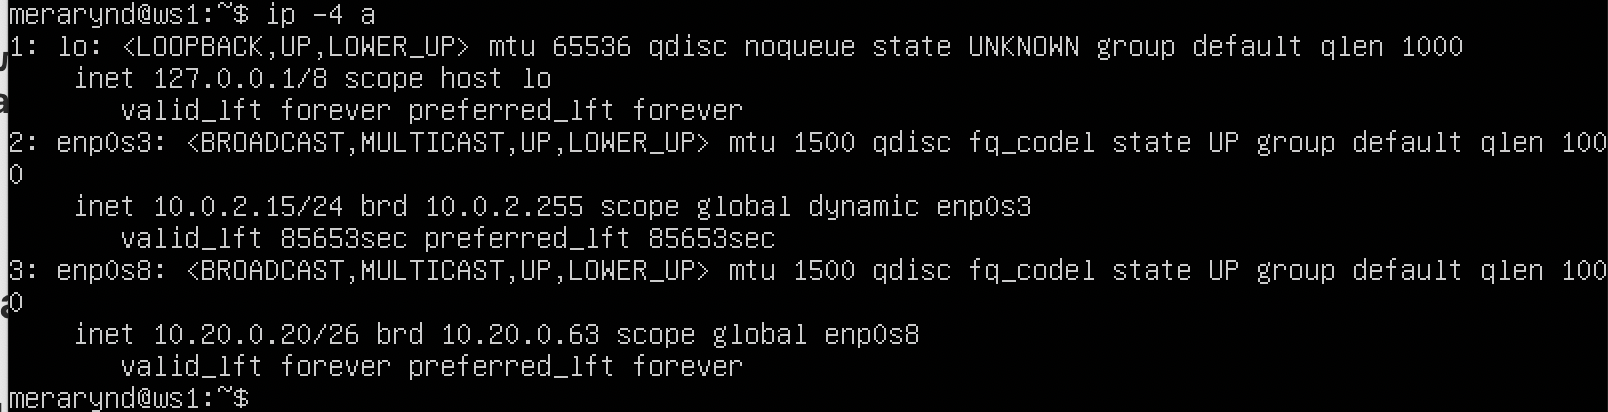 merarynd@ws1:~$ ip -4 a
1: lo: <LOOPBACK,UP,LOWER_UP> mtu 65536 qdisc noqueue state UNKNOWN group default qlen 1000
    inet 127.0.0.1/8 scope host lo
       valid_lft forever preferred_lft forever
2: enp0s3: <BROADCAST,MULTICAST,UP,LOWER_UP> mtu 1500 qdisc fq_codel state UP group default qlen 100
0
    inet 10.0.2.15/24 brd 10.0.2.255 scope global dynamic enp0s3
       valid_lft 85653sec preferred_lft 85653sec
3: enp0s8: <BROADCAST,MULTICAST,UP,LOWER_UP> mtu 1500 qdisc fq_codel state UP group default qlen 100
0
    inet 10.20.0.20/26 brd 10.20.0.63 scope global enp0s8
       valid_lft forever preferred_lft forever
merarynd@ws1:~$